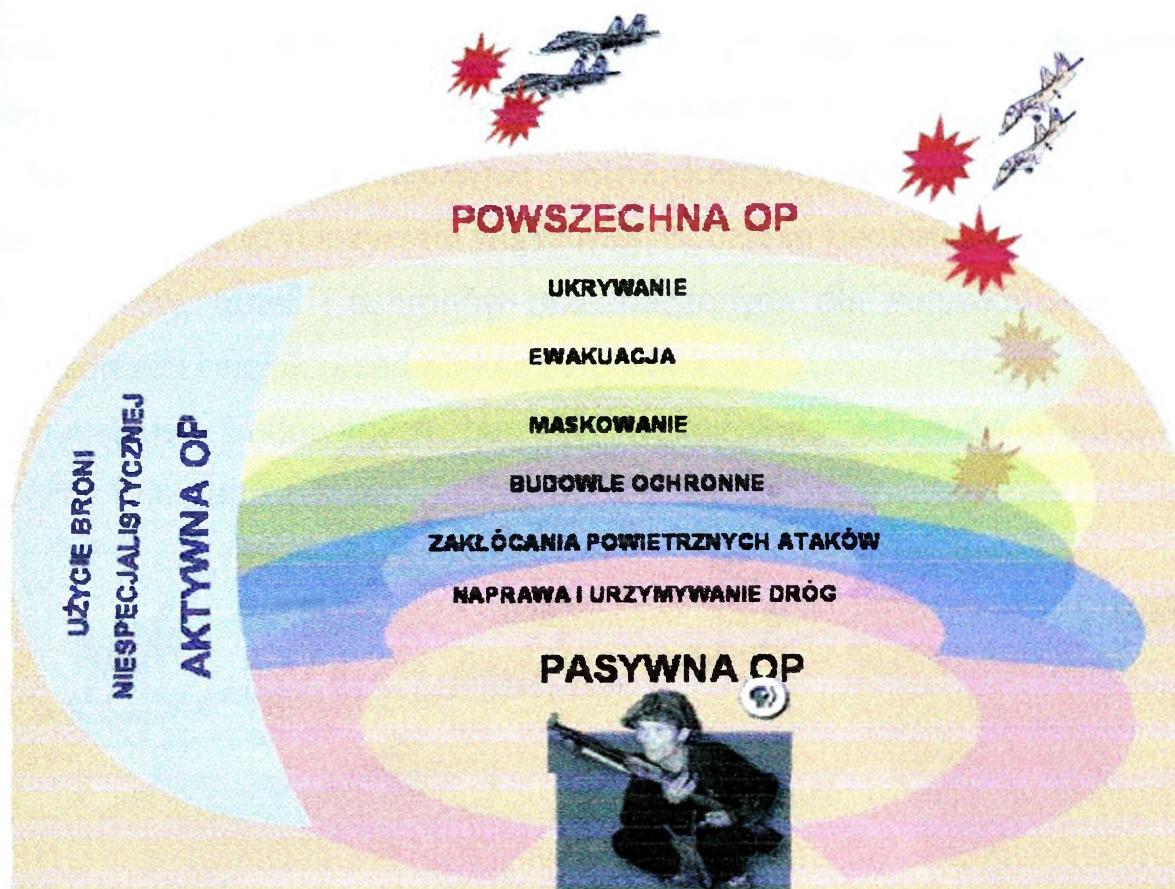 POWSZECHNA OP
UKRYWANIE
EWAKUACJA
MASKOWANIE
BUDOWLE OCHRONNE
ZAKŁÓCANIA POWIETRZNYCH ATAKÓW
NAPRAWA I URZYMYWANIE DRÓG
PASYWNA OP
UŻYCIE BRONI
NIESPECJALISTYCZNEJ
AKTYWNA OP